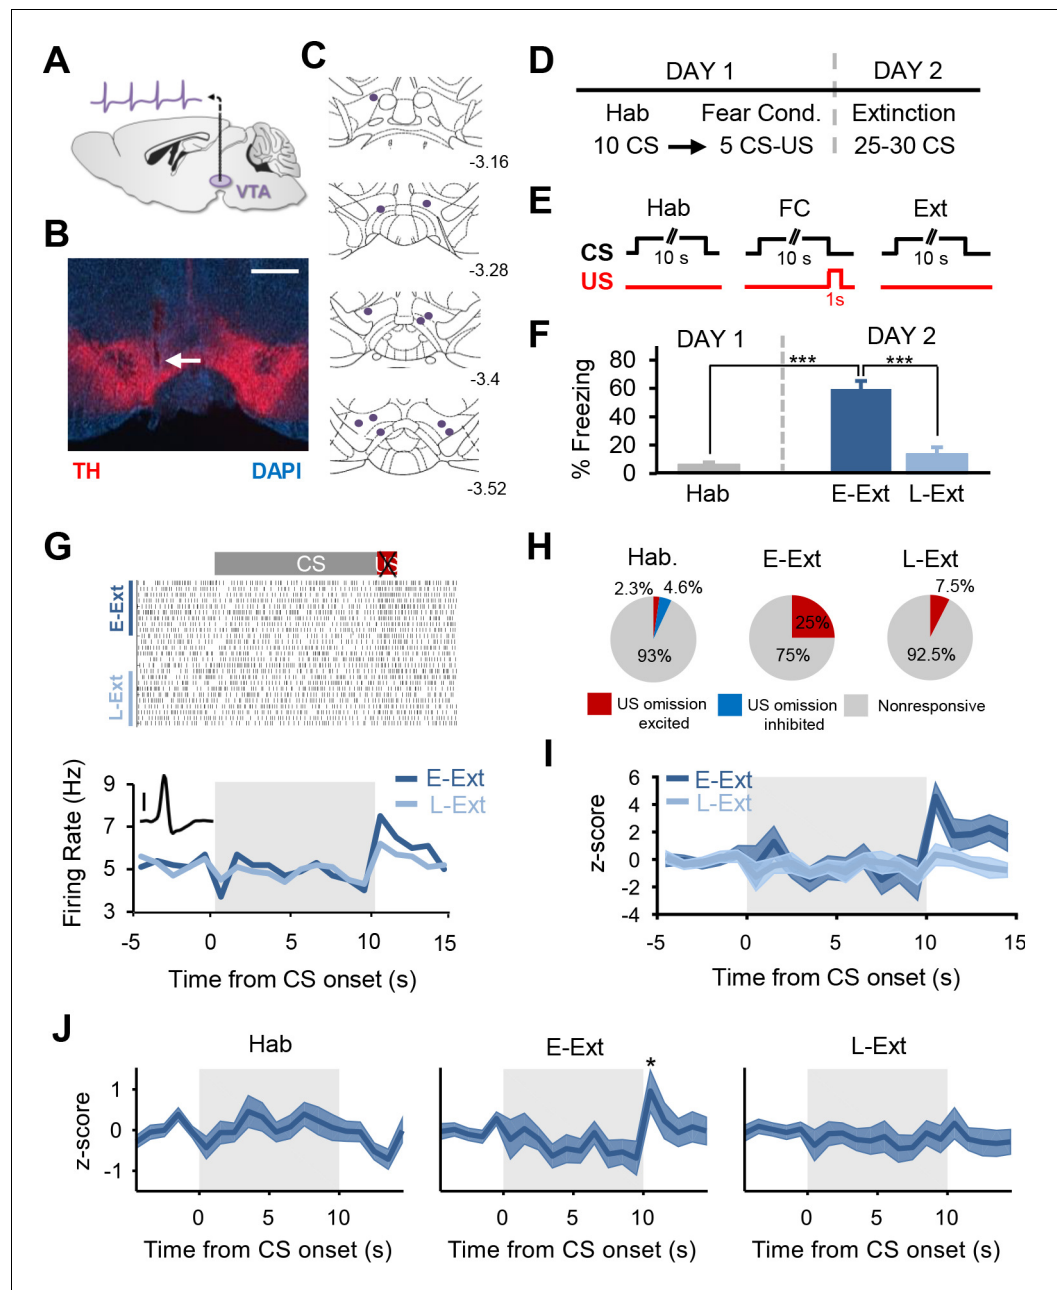 A
VTA
B
TH DAPI
C
-3.16
-3.28
-3.4
-3.52
D
DAY 1 DAY 2
Hab Fear Cond. Extinction
10 CS 5 CS-US 25-30 CS
E
Hab FC Ext
CS 10 s 10 s 10 s
US 1s
F
DAY 1 DAY 2
*** ***
% Freezing
80
60
40
20
0
Hab E-Ext L-Ext
G
CS US
E-Ext
L-Ext
Firing Rate (Hz)
9
7
5
3
E-Ext
L-Ext
-5 0 5 10 15
Time from CS onset (s)
H
Hab. E-Ext L-Ext
2.3% 4.6% 7.5%
25%
93% 75% 92.5%
US omission excited
US omission inhibited
Nonresponsive
I
z-score
6
4
2
0
-2
-4
E-Ext
L-Ext
-5 0 5 10 15
Time from CS onset (s)
J
Hab E-Ext L-Ext
*
z-score
1
0
-1
0 5 10 0 5 10 0 5 10
Time from CS onset (s) Time from CS onset (s) Time from CS onset (s)